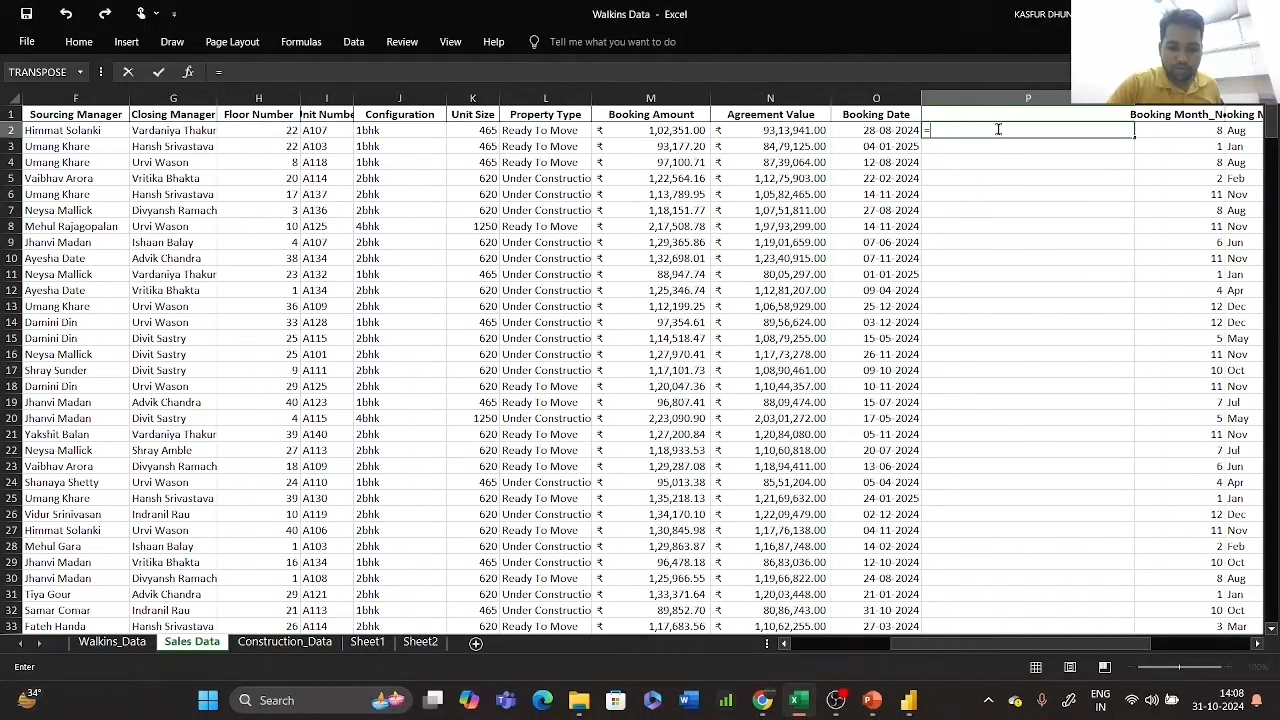 Walkins Data - Excel
KASFUR DHUN
File Home Insert Draw Page Layout Formulas Data Review View Help Tell me what you want to do
TRANSPOSE fx =
F G H I J K L M N O P
1 Sourcing Manager Closing Manager Floor Number Unit Numbe Configuration Unit Size Property Type Booking Amount Agreement Value Booking Date Booking Month_N
2 Himmat Solanki Vardaniya Thakur 22 A107 1bhk 465 Ready To Move ₹ 1,02,351.00 ₹ 93,13,941.00 28-08-2024 = 8 Aug
3 Umang Khare Hansh Srivastava 22 A103 1bhk 465 Ready To Move ₹ 93,177.20 ₹ 84,79,125.00 04-01-2025 1 Jan
4 Umang Khare Urvi Wason 8 A118 1bhk 465 Ready To Move ₹ 97,100.71 ₹ 87,39,064.00 12-08-2024 8 Aug
5 Vaibhav Arora Vritika Bhakta 20 A114 2bhk 620 Under Constructio ₹ 1,22,564.16 ₹ 1,12,75,903.00 22-02-2024 2 Feb
6 Umang Khare Hansh Srivastava 17 A137 2bhk 620 Under Constructio ₹ 1,13,789.95 ₹ 1,05,82,465.00 14-11-2024 11 Nov
7 Neysa Mallick Divyansh Ramach 3 A136 2bhk 620 Under Constructio ₹ 1,18,151.77 ₹ 1,07,51,811.00 27-08-2024 8 Aug
8 Mehul Rajagopalan Urvi Wason 10 A125 4bhk 1250 Ready To Move ₹ 2,17,508.78 ₹ 1,97,93,299.00 14-11-2024 11 Nov
9 Jhanvi Madan Ishaan Balay 4 A107 2bhk 620 Under Constructio ₹ 1,29,365.86 ₹ 1,19,01,659.00 07-06-2024 6 Jun
10 Ayesha Date Advik Chandra 38 A134 2bhk 620 Under Constructio ₹ 1,32,698.01 ₹ 1,23,40,915.00 07-11-2024 11 Nov
11 Neysa Mallick Vardaniya Thakur 23 A132 1bhk 465 Under Constructio ₹ 88,947.74 ₹ 80,05,297.00 01-01-2025 1 Jan
12 Ayesha Date Vritika Bhakta 1 A134 2bhk 620 Under Constructio ₹ 1,25,346.74 ₹ 1,12,81,207.00 09-04-2024 4 Apr
13 Umang Khare Urvi Wason 36 A109 2bhk 620 Under Constructio ₹ 1,12,199.25 ₹ 1,06,58,929.00 25-12-2024 12 Dec
14 Damini Din Urvi Wason 33 A128 1bhk 465 Under Constructio ₹ 97,354.61 ₹ 89,56,624.00 03-12-2024 12 Dec
15 Damini Din Divit Sastry 25 A115 2bhk 620 Under Constructio ₹ 1,14,518.47 ₹ 1,08,79,255.00 15-05-2024 5 May
16 Neysa Mallick Divit Sastry 25 A101 2bhk 620 Under Constructio ₹ 1,27,970.41 ₹ 1,17,73,278.00 26-11-2024 11 Nov
17 Shray Sunder Divit Sastry 9 A111 2bhk 620 Under Constructio ₹ 1,17,101.73 ₹ 1,08,90,461.00 09-10-2024 10 Oct
18 Damini Din Urvi Wason 29 A125 2bhk 620 Ready To Move ₹ 1,20,047.36 ₹ 1,10,44,357.00 10-11-2024 11 Nov
19 Jhanvi Madan Advik Chandra 40 A123 1bhk 465 Ready To Move ₹ 96,807.41 ₹ 88,09,474.00 15-07-2024 7 Jul
20 Jhanvi Madan Divit Sastry 4 A115 4bhk 1250 Under Constructio ₹ 2,23,090.90 ₹ 2,03,01,272.00 17-05-2024 5 May
21 Yakshit Balan Vardaniya Thakur 39 A140 2bhk 620 Ready To Move ₹ 1,27,200.84 ₹ 1,20,84,080.00 05-11-2024 11 Nov
22 Neysa Mallick Shray Amble 27 A113 2bhk 620 Ready To Move ₹ 1,18,933.53 ₹ 1,10,60,818.00 20-07-2024 7 Jul
23 Vaibhav Arora Divyansh Ramach 18 A109 2bhk 620 Under Constructio ₹ 1,29,287.08 ₹ 1,18,94,411.00 13-06-2024 6 Jun
24 Shanaya Shetty Urvi Wason 24 A110 1bhk 465 Under Constructio ₹ 95,013.38 ₹ 85,51,204.00 05-04-2024 4 Apr
25 Umang Khare Hansh Srivastava 39 A130 2bhk 620 Ready To Move ₹ 1,35,218.13 ₹ 1,21,69,632.00 24-01-2025 1 Jan
26 Vidur Srinivasan Indranil Rau 10 A119 2bhk 620 Under Constructio ₹ 1,34,170.10 ₹ 1,22,09,479.00 02-12-2024 12 Dec
27 Himmat Solanki Urvi Wason 40 A106 2bhk 620 Ready To Move ₹ 1,30,845.98 ₹ 1,17,76,138.00 04-11-2024 11 Nov
28 Mehul Gara Ishaan Balay 1 A103 2bhk 620 Under Constructio ₹ 1,29,863.87 ₹ 1,16,87,748.00 14-02-2024 2 Feb
29 Jhanvi Madan Vritika Bhakta 16 A134 1bhk 465 Under Constructio ₹ 96,478.18 ₹ 86,83,036.00 12-10-2024 10 Oct
30 Jhanvi Madan Divyansh Ramach 1 A108 2bhk 620 Ready To Move ₹ 1,25,966.55 ₹ 1,19,66,822.00 24-08-2024 8 Aug
31 Tiya Gour Advik Chandra 29 A121 2bhk 620 Under Constructio ₹ 1,33,371.64 ₹ 1,20,03,448.00 21-01-2024 1 Jan
32 Samar Comar Indranil Rau 21 A113 1bhk 465 Under Constructio ₹ 89,852.70 ₹ 80,86,743.00 31-10-2024 10 Oct
33 Fateh Handa Hansh Srivastava 26 A114 2bhk 620 Ready To Move ₹ 1,17,683.56 ₹ 1,10,62,255.00 27-03-2024 3 Mar
Walkins_Data Sales Data Construction_Data Sheet1 Sheet2
Enter 100%
34° Search ENG IN 14:08 31-10-2024